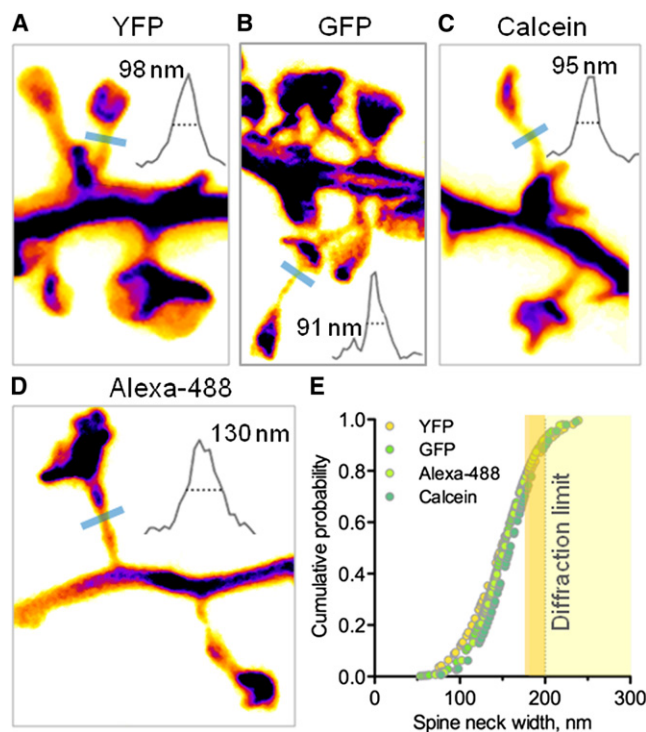 A YFP
98 nm
B GFP
91 nm
C Calcein
95 nm
D Alexa-488
130 nm
E
1.0
0.8
0.6
0.4
0.2
0.0
Cumulative probability
YFP
GFP
Alexa-488
Calcein
Diffraction limit
0 100 200 300
Spine neck width, nm